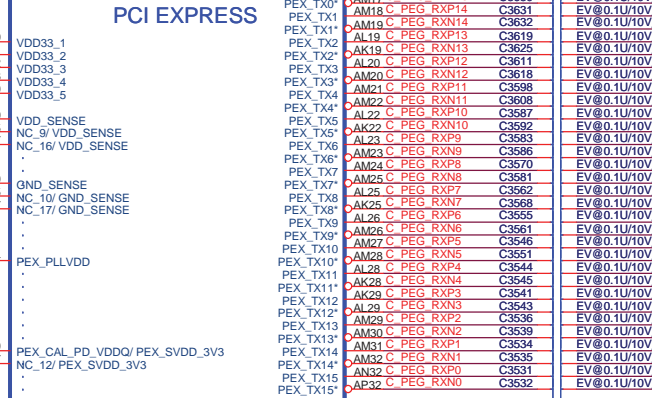 PCI EXPRESS
VDD33_1
VDD33_2
VDD33_3
VDD33_4
VDD33_5
VDD_SENSE
NC_9/ VDD_SENSE
NC_16/ VDD_SENSE
GND_SENSE
NC_10/ GND_SENSE
NC_17/ GND_SENSE
PEX_PLLVDD
PEX_CAL_PD_VDDQ/ PEX_SVDD_3V3
NC_12/ PEX_SVDD_3V3
PEX_TX0*
PEX_TX1 AM18 C_PEG_RXP14 C3631 EV@0.1U/10V
PEX_TX1* AM19 C_PEG_RXN14 C3632 EV@0.1U/10V
PEX_TX2 AL19 C_PEG_RXP13 C3619 EV@0.1U/10V
PEX_TX2* AK19 C_PEG_RXN13 C3625 EV@0.1U/10V
PEX_TX3 AL20 C_PEG_RXP12 C3611 EV@0.1U/10V
PEX_TX3* AM20 C_PEG_RXN12 C3618 EV@0.1U/10V
PEX_TX4 AM21 C_PEG_RXP11 C3598 EV@0.1U/10V
PEX_TX4* AM22 C_PEG_RXN11 C3608 EV@0.1U/10V
PEX_TX5 AL22 C_PEG_RXP10 C3587 EV@0.1U/10V
PEX_TX5* AK22 C_PEG_RXN10 C3592 EV@0.1U/10V
PEX_TX6 AL23 C_PEG_RXP9 C3583 EV@0.1U/10V
PEX_TX6* AM23 C_PEG_RXN9 C3586 EV@0.1U/10V
PEX_TX7 AM24 C_PEG_RXP8 C3570 EV@0.1U/10V
PEX_TX7* AM25 C_PEG_RXN8 C3581 EV@0.1U/10V
PEX_TX8 AL25 C_PEG_RXP7 C3562 EV@0.1U/10V
PEX_TX8* AK25 C_PEG_RXN7 C3568 EV@0.1U/10V
PEX_TX9 AL26 C_PEG_RXP6 C3555 EV@0.1U/10V
PEX_TX9* AM26 C_PEG_RXN6 C3561 EV@0.1U/10V
PEX_TX10 AM27 C_PEG_RXP5 C3546 EV@0.1U/10V
PEX_TX10* AM28 C_PEG_RXN5 C3551 EV@0.1U/10V
PEX_TX11 AL28 C_PEG_RXP4 C3544 EV@0.1U/10V
PEX_TX11* AK28 C_PEG_RXN4 C3545 EV@0.1U/10V
PEX_TX12 AK29 C_PEG_RXP3 C3541 EV@0.1U/10V
PEX_TX12* AL29 C_PEG_RXN3 C3543 EV@0.1U/10V
PEX_TX13 AM29 C_PEG_RXP2 C3536 EV@0.1U/10V
PEX_TX13* AM30 C_PEG_RXN2 C3539 EV@0.1U/10V
PEX_TX14 AM31 C_PEG_RXP1 C3534 EV@0.1U/10V
PEX_TX14* AM32 C_PEG_RXN1 C3535 EV@0.1U/10V
PEX_TX15 AN32 C_PEG_RXP0 C3531 EV@0.1U/10V
PEX_TX15* AP32 C_PEG_RXN0 C3532 EV@0.1U/10V